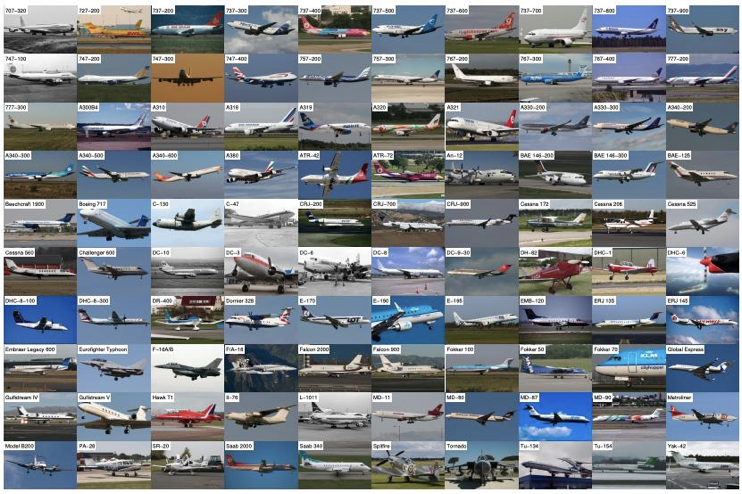 707-320 727-200 737-200 737-300 737-400 737-500 737-600 737-700 737-800 737-900
747-100 747-200 747-300 747-400 757-200 757-300 767-200 767-300 767-400 777-200
777-300 A300B4 A310 A318 A319 A320 A321 A330-200 A330-300 A340-200
A340-300 A340-500 A340-600 A380 ATR-42 ATR-72 An-12 BAE 146-200 BAE 146-300 BAE-125
Beechcraft 1900 Boeing 717 C-130 C-47 CRJ-200 CRJ-700 CRJ-900 Cessna 172 Cessna 208 Cessna 525
Cessna 560 Challenger 600 DC-10 DC-3 DC-6 DC-8 DC-9-30 DH-82 DHC-1 DHC-6
DHC-8-100 DHC-8-300 DR-400 Dornier 328 E-170 E-190 E-195 EMB-120 ERJ 135 ERJ 145
Embraer Legacy 600 Eurofighter Typhoon F-16A/B F/A-18 Falcon 2000 Falcon 900 Fokker 100 Fokker 50 Fokker 70 Global Express
Gulfstream IV Gulfstream V Hawk T1 Il-76 L-1011 MD-11 MD-80 MD-87 MD-90 Metroliner
Model B200 PA-28 SR-20 Saab 2000 Saab 340 Spitfire Tornado Tu-134 Tu-154 Yak-42